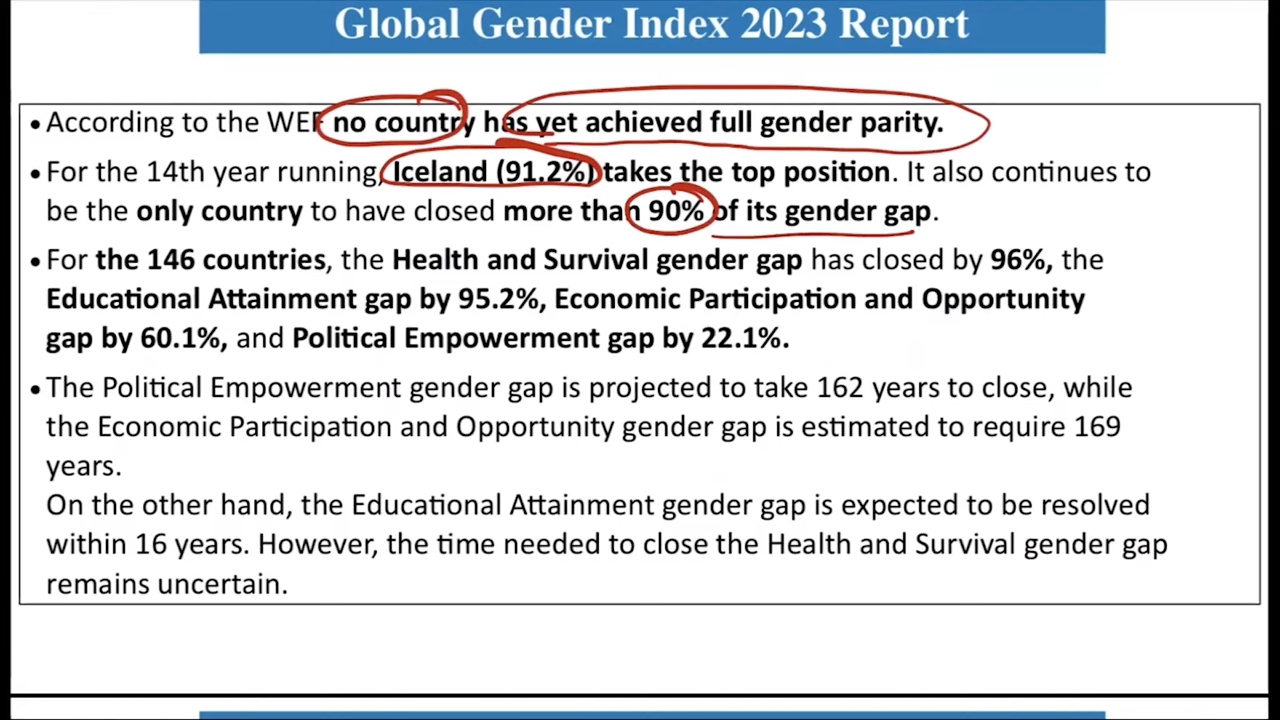 Global Gender Index 2023 Report
• According to the WEF no country has yet achieved full gender parity.
• For the 14th year running, Iceland (91.2%) takes the top position. It also continues to
be the only country to have closed more than 90% of its gender gap.
• For the 146 countries, the Health and Survival gender gap has closed by 96%, the
Educational Attainment gap by 95.2%, Economic Participation and Opportunity
gap by 60.1%, and Political Empowerment gap by 22.1%.
• The Political Empowerment gender gap is projected to take 162 years to close, while
the Economic Participation and Opportunity gender gap is estimated to require 169
years.
On the other hand, the Educational Attainment gender gap is expected to be resolved
within 16 years. However, the time needed to close the Health and Survival gender gap
remains uncertain.